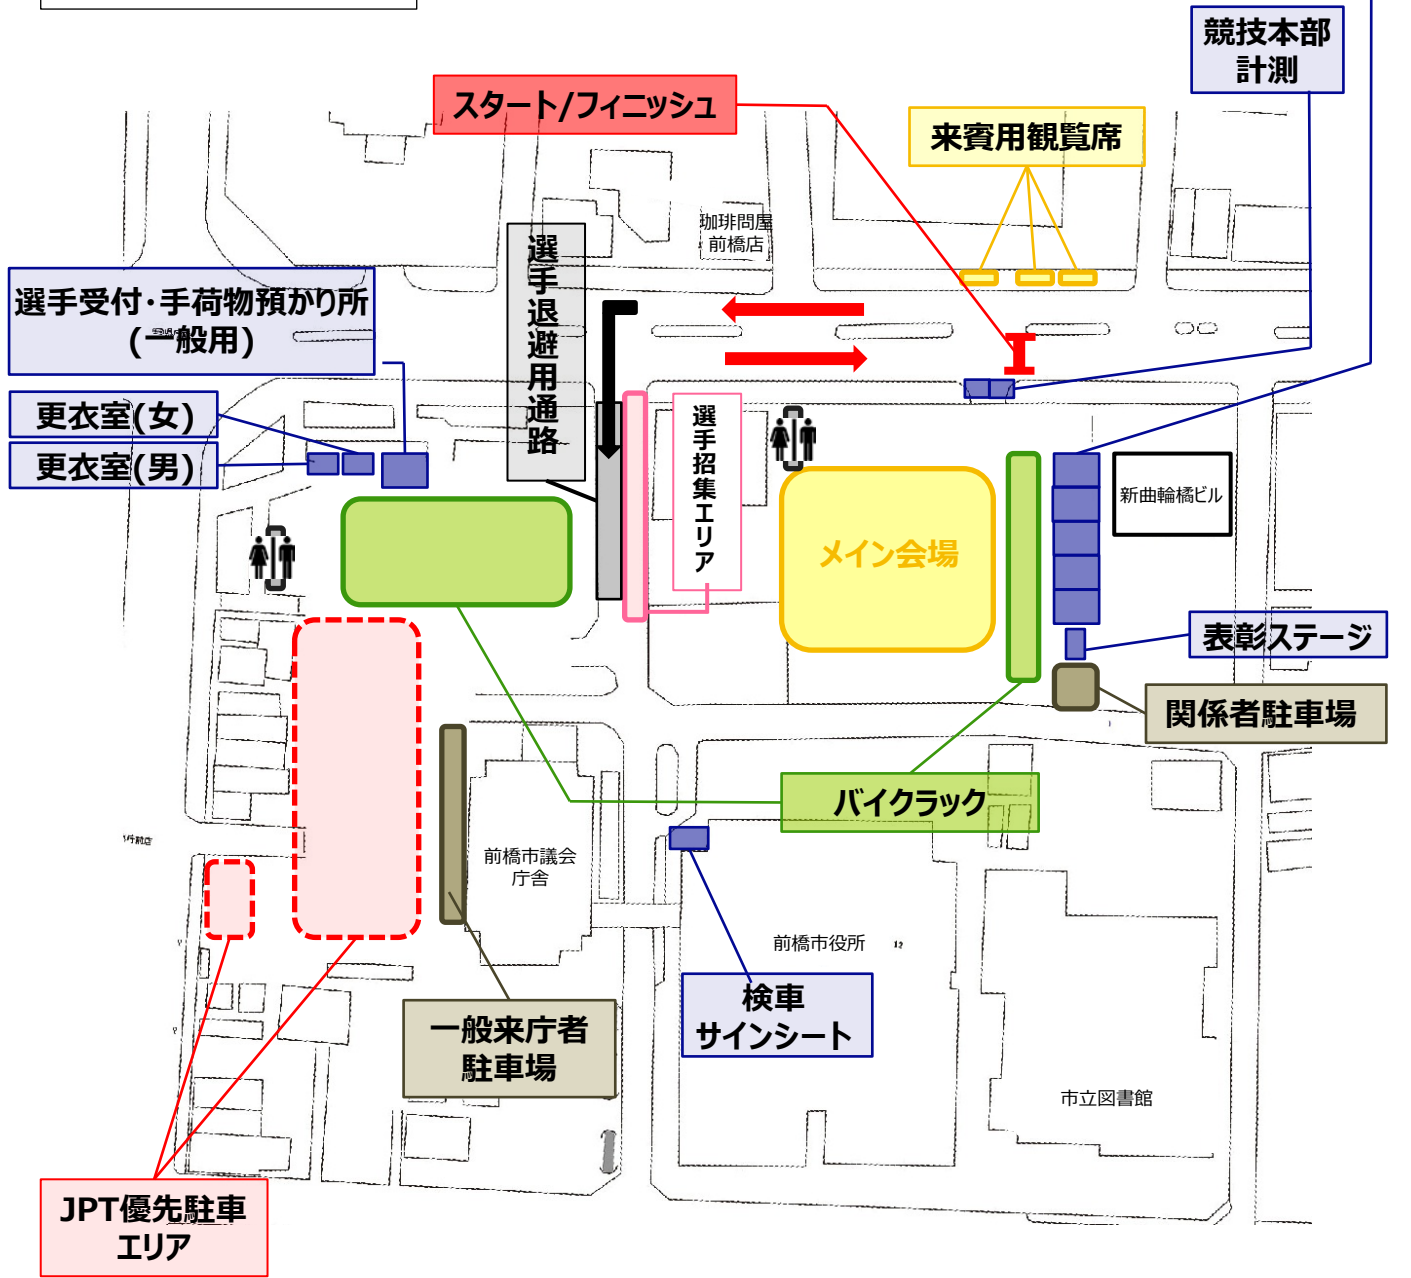 競技本部
計測
スタート/フィニッシュ
来賓用観覧席
珈琲問屋
前橋店
選手退避用通路
選手受付・手荷物預かり所
(一般用)
更衣室(女)
更衣室(男)
選手招集エリア
新曲輪橘ビル
メイン会場
表彰ステージ
関係者駐車場
バイクラック
前橋市議会
庁舎
前橋市役所
12
検車
サインシート
一般来庁者
駐車場
市立図書館
JPT優先駐車
エリア